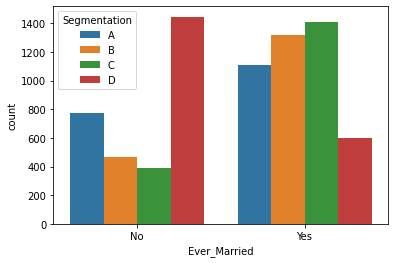 Segmentation
A
B
C
D
1400
1200
1000
800
600
400
200
0
count
No
Yes
Ever_Married